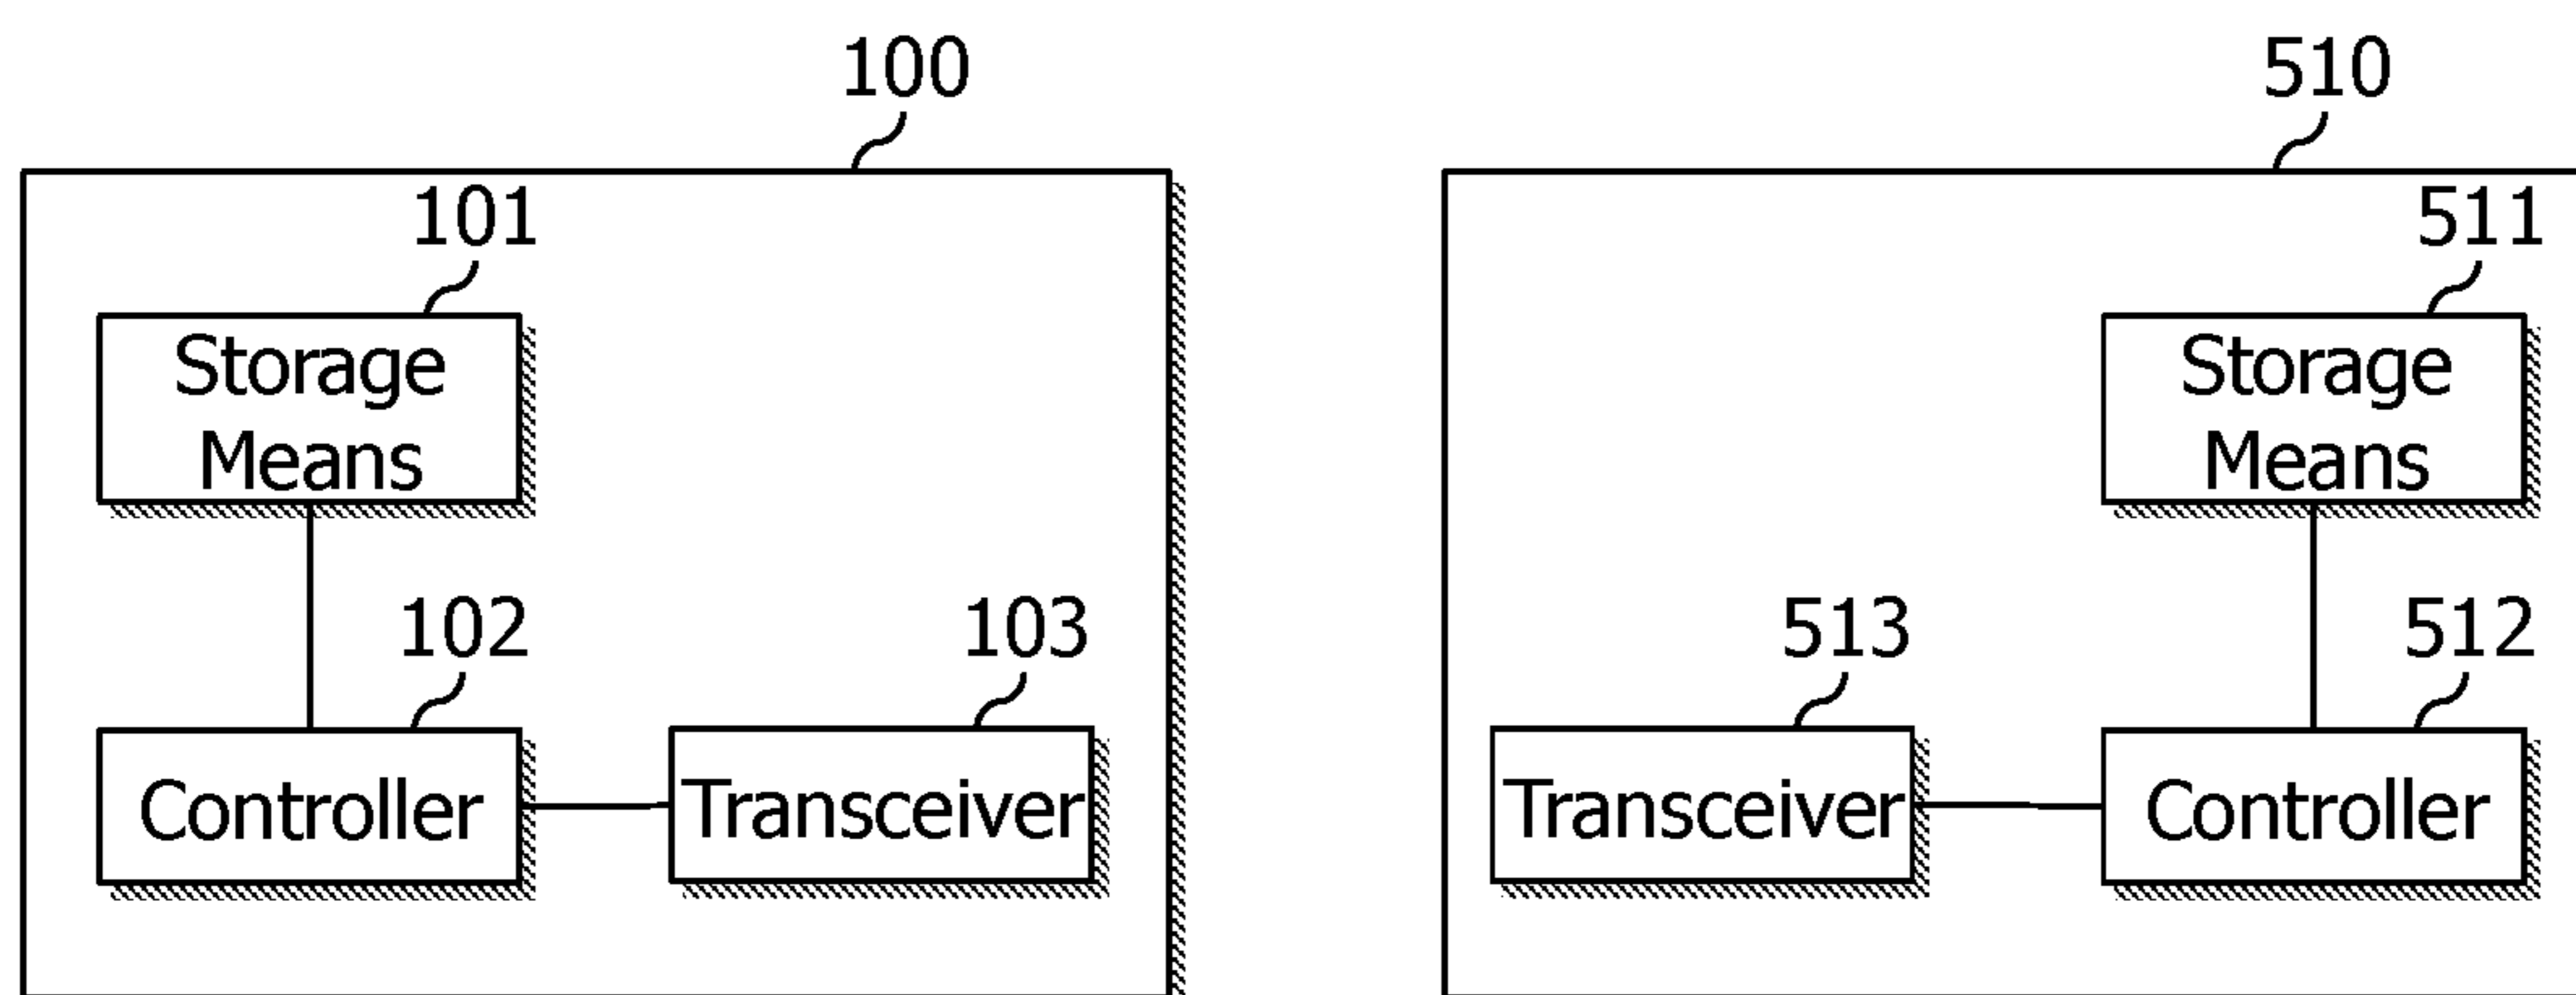 100
510
101
511
Storage
Means
Storage
Means
102
103
513
512
Controller
Transceiver
Transceiver
Controller